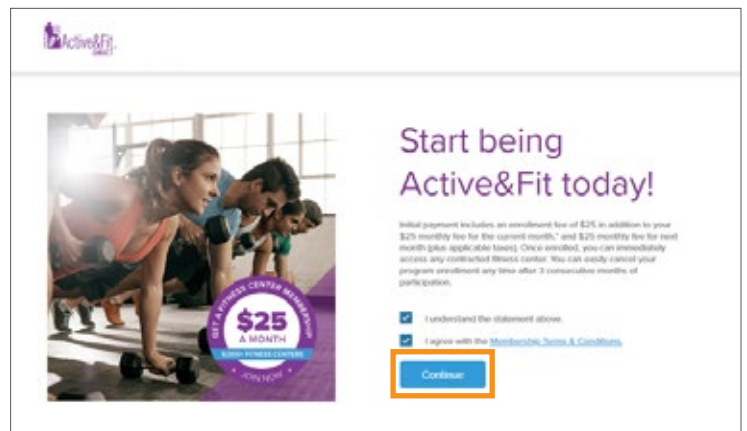 Active&Fit.
DIRECT
Start being
Active&Fit today!
Initial payment includes an enrollment fee of $25 in addition to your
$25 monthly fee for the current month,* and $25 monthly fee for next
month (plus applicable taxes). Once enrolled, you can immediately
access any contracted fitness center. You can easily cancel your
program enrollment any time after 3 consecutive months of
participation.
I understand the statement above.
I agree with the Membership Terms & Conditions.
Continue
GET A FITNESS CENTER MEMBERSHIP
$25
A MONTH
9,000+ FITNESS CENTERS
JOIN NOW